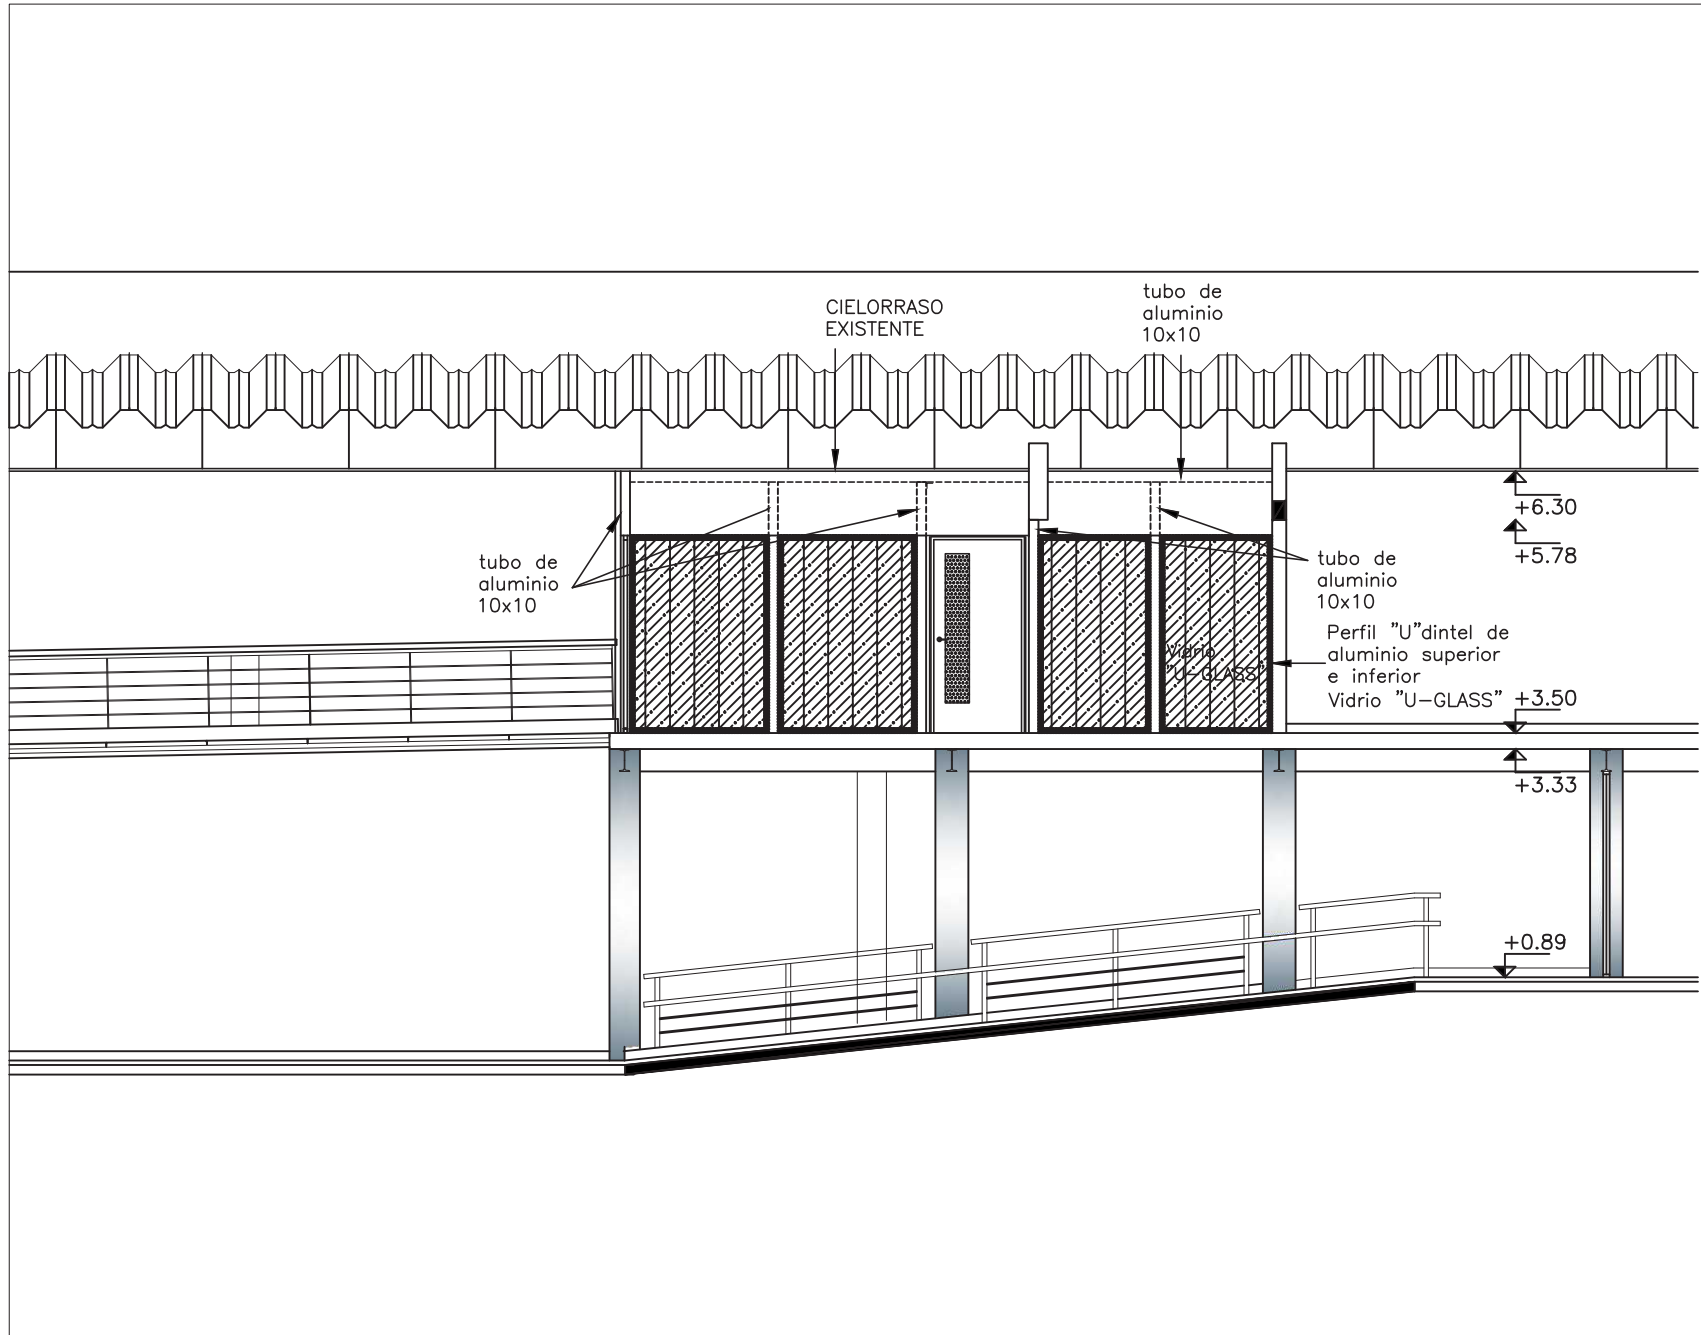 tubo de
aluminio
10x10
CIELORRASO
EXISTENTE
+6.30
+5.78
tubo de
aluminio
10x10
tubo de
aluminio
10x10
Perfil "U"dintel de
aluminio superior
e inferior
Vidrio "U-GLASS"
Vidrio
"U-GLASS"
+3.50
+3.33
+0.89